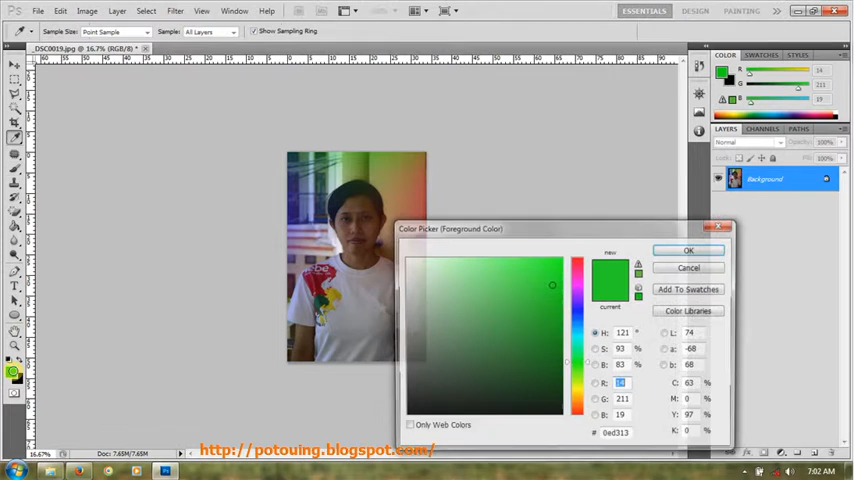 Ps
ESSENTIALS
DESIGN
PAINTING
File Edit Image Layer Select Filter View Window Help
Sample Size: Point Sample
Sample: All Layers
Show Sampling Ring
_DSC0019.jpg @ 16.7% (RGB/8*)
COLOR
SWATCHES
STYLES
R 14
G 211
B 19
LAYERS
CHANNELS
PATHS
Normal
Opacity: 100%
Lock:
Fill: 100%
Background
Color Picker (Foreground Color)
new
current
OK
Cancel
Add To Swatches
Color Libraries
H: 121 °
S: 93 %
B: 83 %
R: 14
G: 211
B: 19
# 0ed313
L: 74
a: -68
b: 68
C: 63 %
M: 0 %
Y: 97 %
K: 0 %
Only Web Colors
16.67%
Doc: 7.65M/7.65M
http://potouing.blogspot.com/
7:02 AM